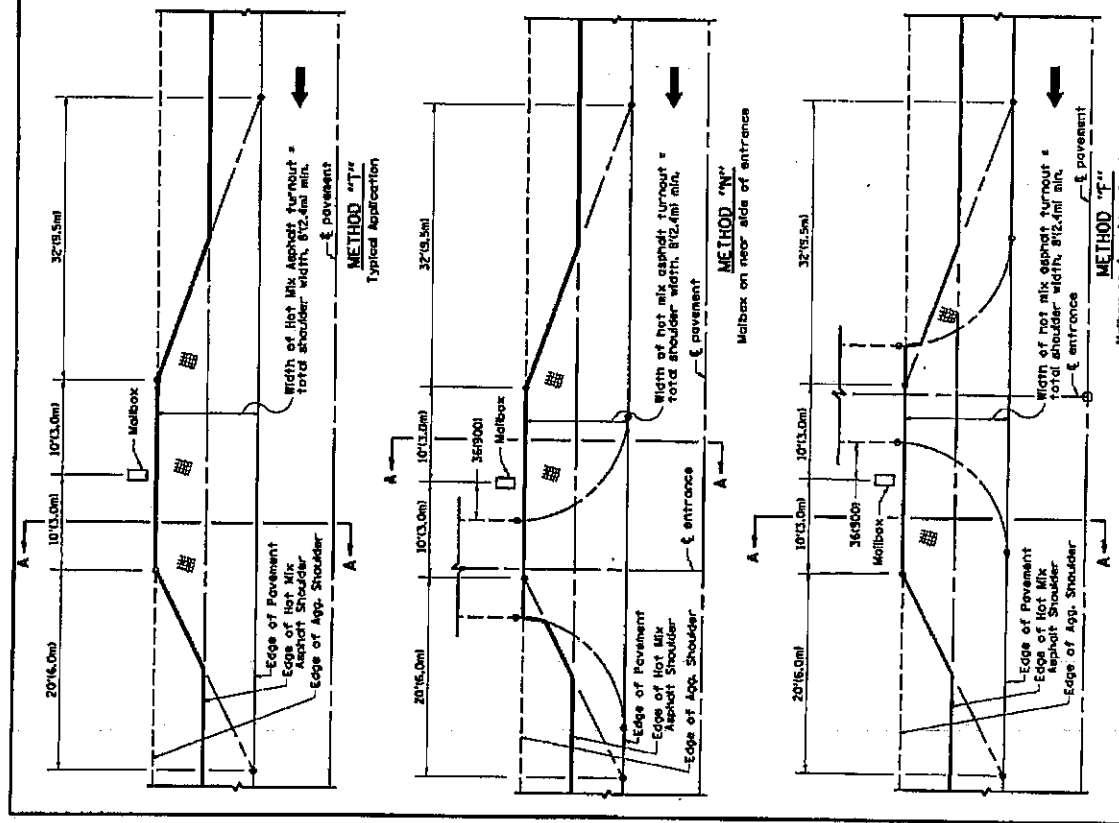 20'(6.0m)
10'(3.0m)
10'(3.0m)
32'(9.5m)
A
Mailbox
A
Edge of Pavement
Edge of Hot Mix
Asphalt Shoulder
Edge of Agg. Shoulder
Width of Hot Mix Asphalt turnout =
total shoulder width, 8'(2.4m) min.
℄ pavement
METHOD "T"
Typical Application
20'(6.0m)
10'(3.0m)
10'(3.0m)
32'(9.5m)
A
36(900)
Mailbox
A
Edge of Pavement
Edge of Hot Mix
Asphalt Shoulder
Edge of Agg. Shoulder
℄ entrance
Width of hot mix asphalt turnout =
total shoulder width, 8'(2.4m) min.
℄ pavement
METHOD "N"
Mailbox on near side of entrance
20'(6.0m)
10'(3.0m)
10'(3.0m)
32'(9.5m)
A
36(900)
Mailbox
A
Edge of Pavement
Edge of Hot Mix
Asphalt Shoulder
Edge of Agg. Shoulder
Width of hot mix asphalt turnout =
total shoulder width, 8'(2.4m) min.
℄ entrance
℄ pavement
METHOD "F"